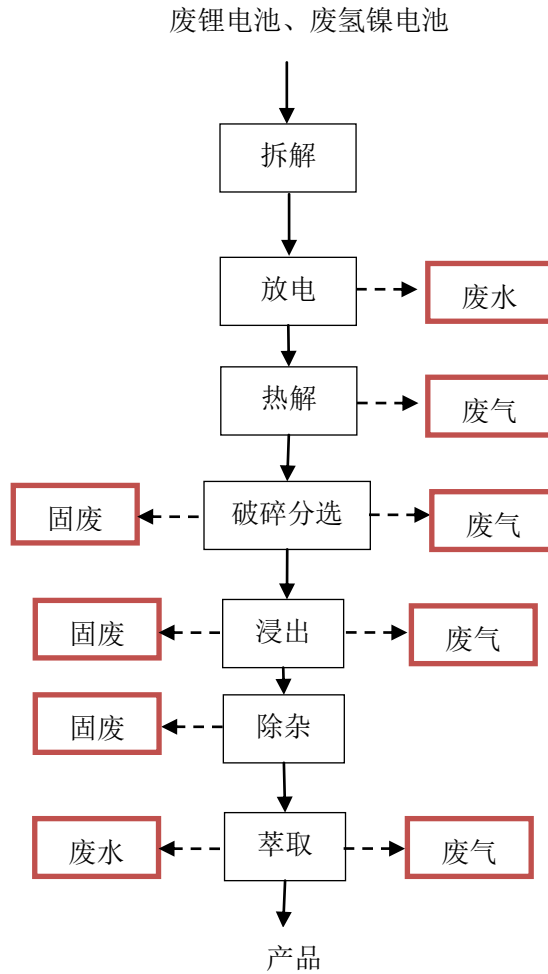 废锂电池、废氢镍电池
拆解
放电
废水
热解
废气
固废
破碎分选
废气
固废
浸出
废气
固废
除杂
废水
萃取
废气
产品